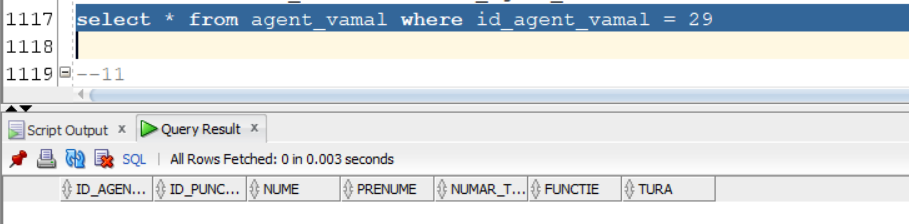 1117 select * from agent_vamal where id_agent_vamal = 29
1118
1119 --11
Script Output x Query Result x
SQL | All Rows Fetched: 0 in 0.003 seconds
ID_AGEN... ID_PUNC... NUME PRENUME NUMAR_T... FUNCTIE TURA